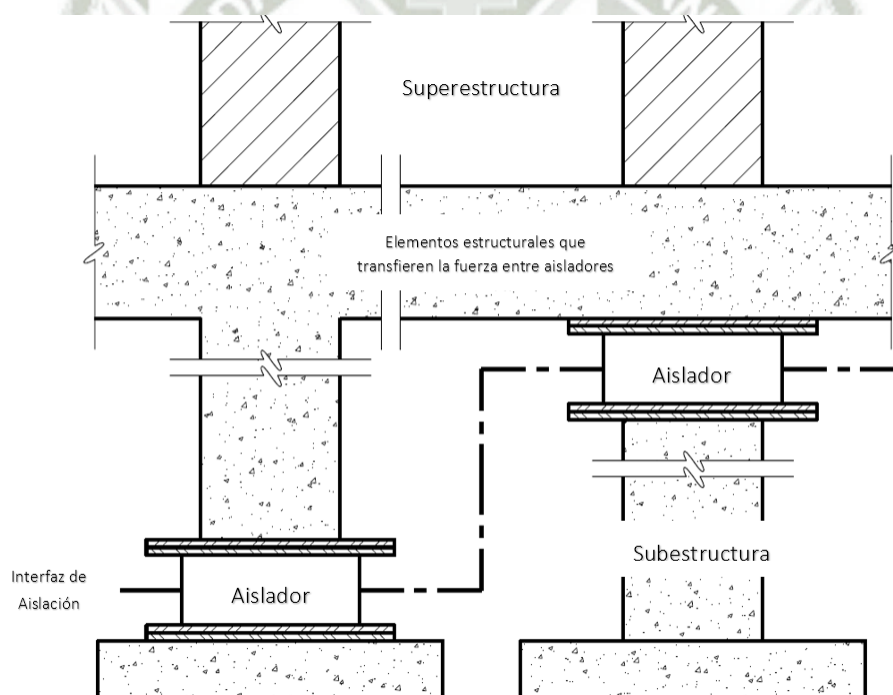 Superestructura
Elementos estructurales que
transfieren la fuerza entre aisladores
Aislador
Subestructura
Interfaz de
Aislación
Aislador